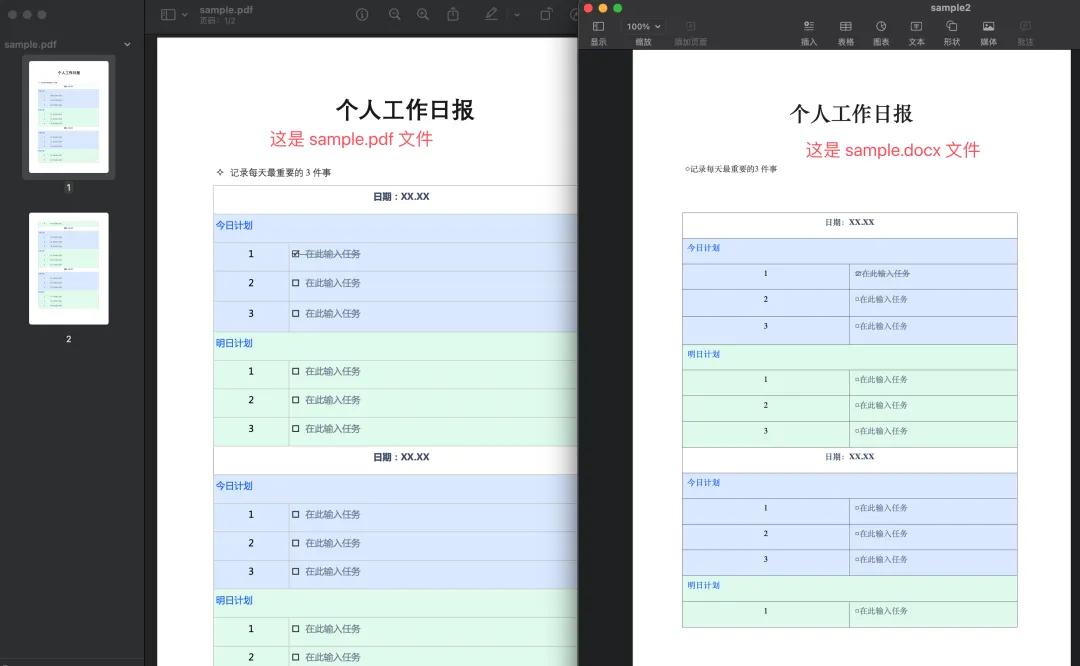 sample.pdf
1
2
sample.pdf
页码：1/2
个人工作日报
这是 sample.pdf 文件
✧ 记录每天最重要的 3 件事
日期：XX.XX
今日计划
1 ☑ 在此输入任务
2 ☐ 在此输入任务
3 ☐ 在此输入任务
明日计划
1 ☐ 在此输入任务
2 ☐ 在此输入任务
3 ☐ 在此输入任务
日期：XX.XX
今日计划
1 ☐ 在此输入任务
2 ☐ 在此输入任务
3 ☐ 在此输入任务
明日计划
1 ☐ 在此输入任务
2 ☐ 在此输入任务
sample2
100%
显示 缩放 添加页面 插入 表格 图表 文本 形状 媒体 批注
个人工作日报
这是 sample.docx 文件
记录每天最重要的3 件事
日期：XX.XX
今日计划
1 ☑在此输入任务
2 ☐在此输入任务
3 ☐在此输入任务
明日计划
1 ☐在此输入任务
2 ☐在此输入任务
3 ☐在此输入任务
日期：XX.XX
今日计划
1 ☐在此输入任务
2 ☐在此输入任务
3 ☐在此输入任务
明日计划
1 ☐在此输入任务